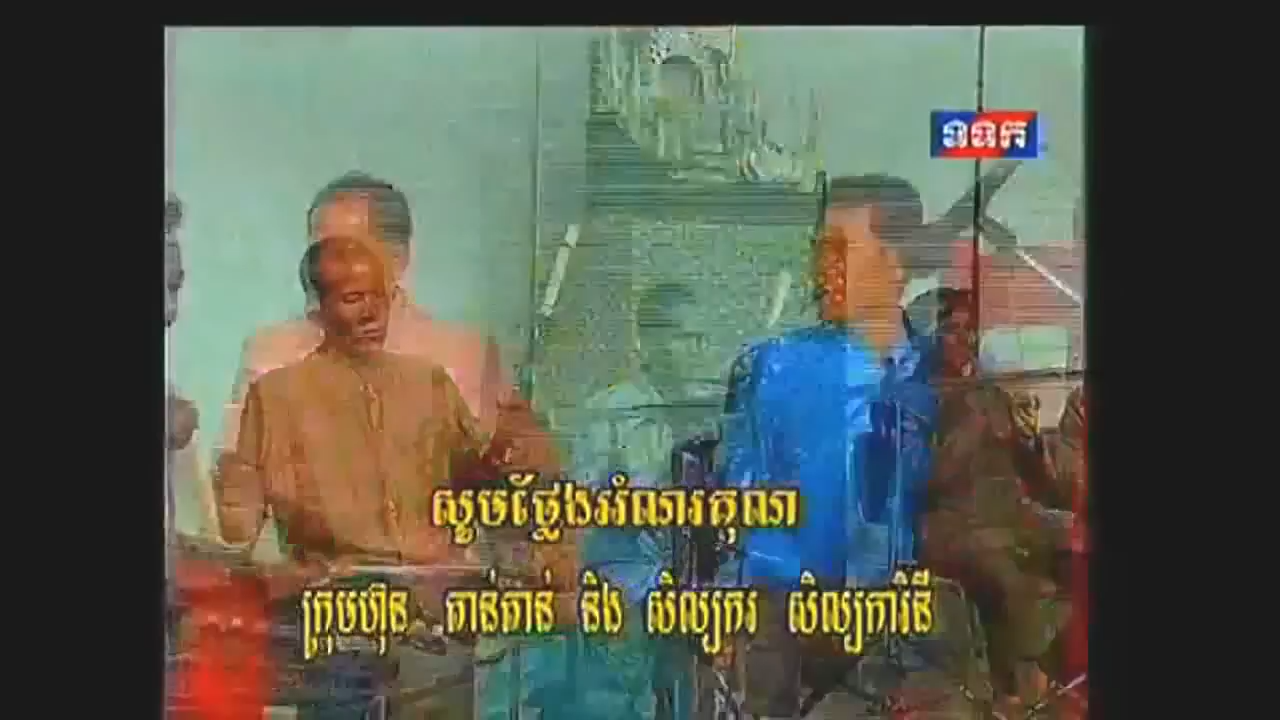 ទទក
សូមថ្លែងអំណរគុណ
ក្រុមហ៊ុន តាន់តាន់ និង សិល្បករ សិល្បការិនី